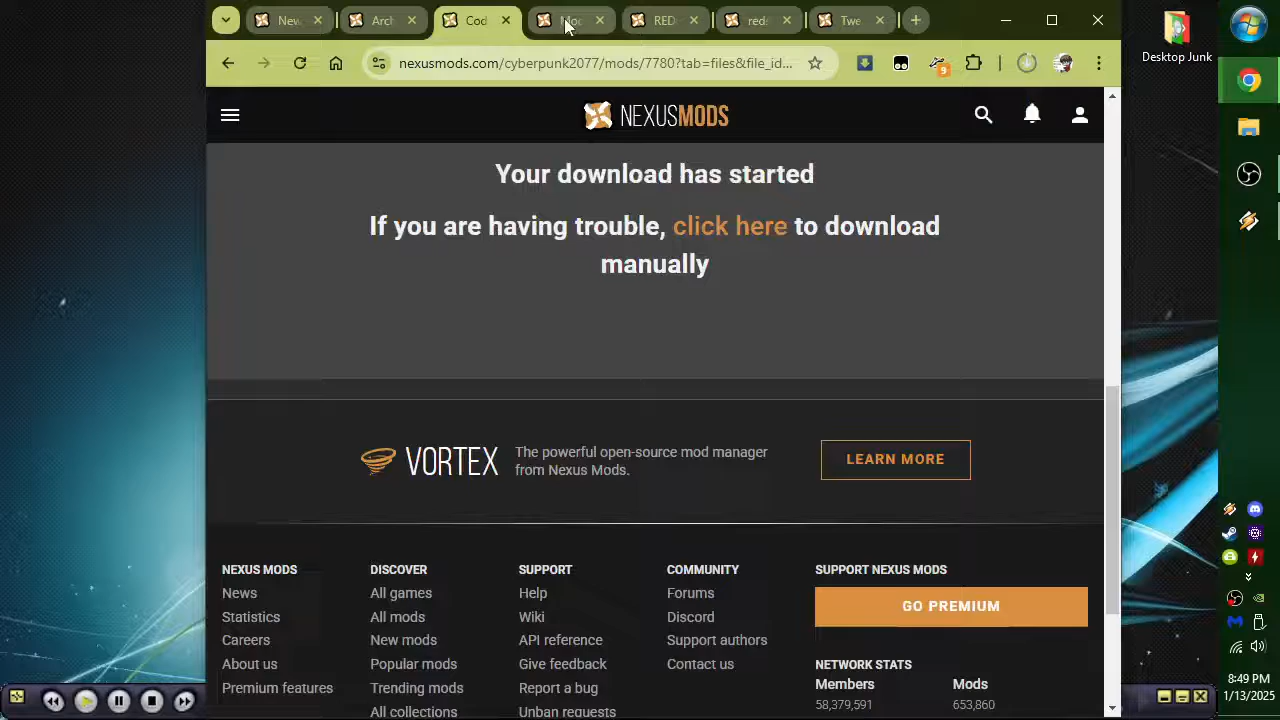 New
Arch
Cod
Moc
RED
red
Twe
nexusmods.com/cyberpunk2077/mods/7780?tab=files&file_id...
9
Desktop Junk
NEXUSMODS
Your download has started
If you are having trouble, click here to download
manually
VORTEX
The powerful open-source mod manager
from Nexus Mods.
LEARN MORE
NEXUS MODS
News
Statistics
Careers
About us
Premium features
DISCOVER
All games
All mods
New mods
Popular mods
Trending mods
All collections
SUPPORT
Help
Wiki
API reference
Give feedback
Report a bug
Unban requests
COMMUNITY
Forums
Discord
Support authors
Contact us
SUPPORT NEXUS MODS
GO PREMIUM
NETWORK STATS
Members
58,379,591
Mods
653,860
8:49 PM
1/13/2025